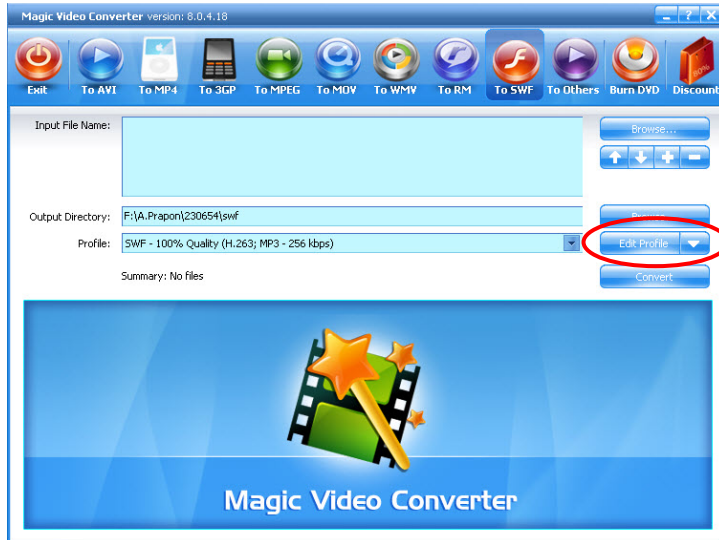 Magic Video Converter version: 8.0.4.18
Exit To AVI To MP4 To 3GP To MPEG To MOV To WMV To RM To SWF To Others Burn DVD Discount
Input File Name: Browse...
Output Directory: F:\A.Prapon\230654\swf Browse...
Profile: SWF - 100% Quality (H.263; MP3 - 256 kbps) Edit Profile
Summary: No files Convert
Magic Video Converter